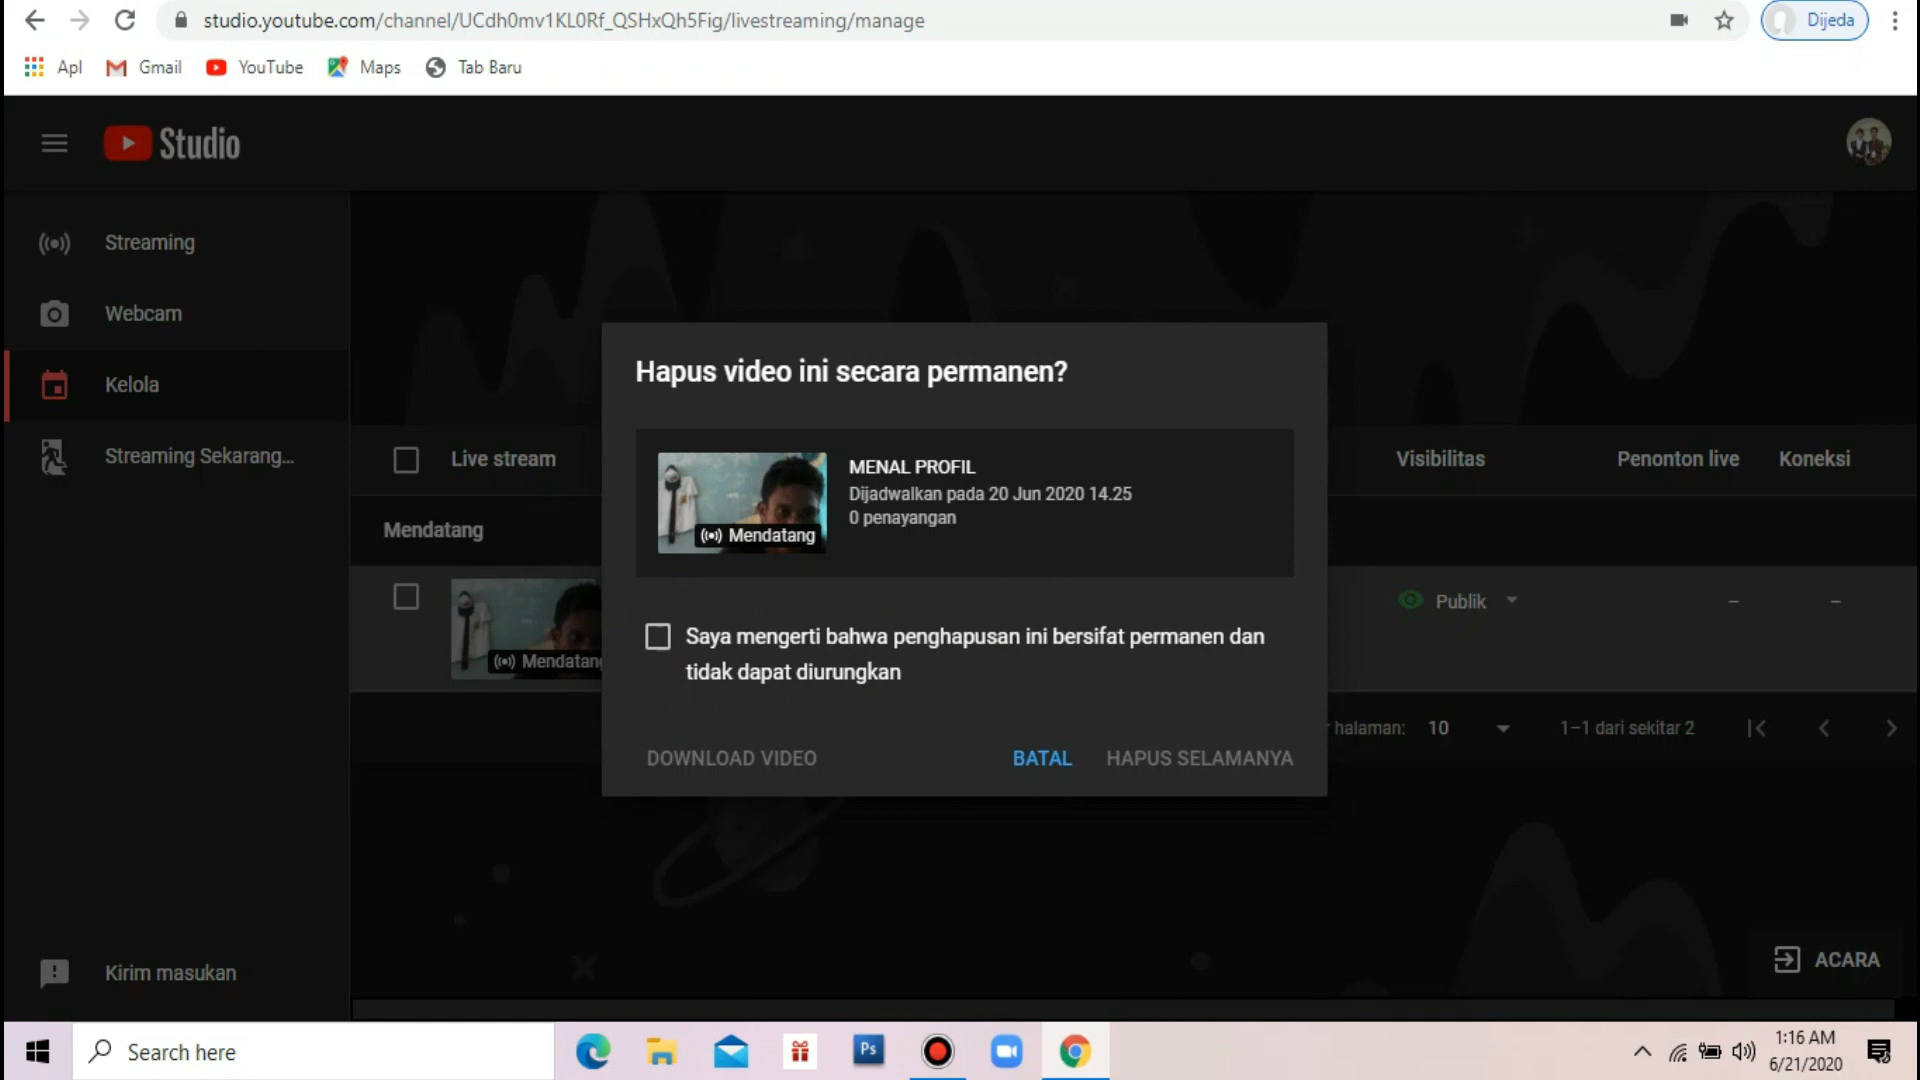 studio.youtube.com/channel/UCdh0mv1KL0Rf_QSHxQh5Fig/livestreaming/manage
Dijeda
Apl
Gmail
YouTube
Maps
Tab Baru
Studio
Streaming
Webcam
Kelola
Streaming Sekarang...
Kirim masukan
Live stream
Visibilitas
Penonton live
Koneksi
Mendatang
Mendatang
Publik
–
–
halaman:
10
1–1 dari sekitar 2
Hapus video ini secara permanen?
Mendatang
MENAL PROFIL
Dijadwalkan pada 20 Jun 2020 14.25
0 penayangan
Saya mengerti bahwa penghapusan ini bersifat permanen dan
tidak dapat diurungkan
DOWNLOAD VIDEO
BATAL
HAPUS SELAMANYA
ACARA
Search here
Ps
1:16 AM
6/21/2020